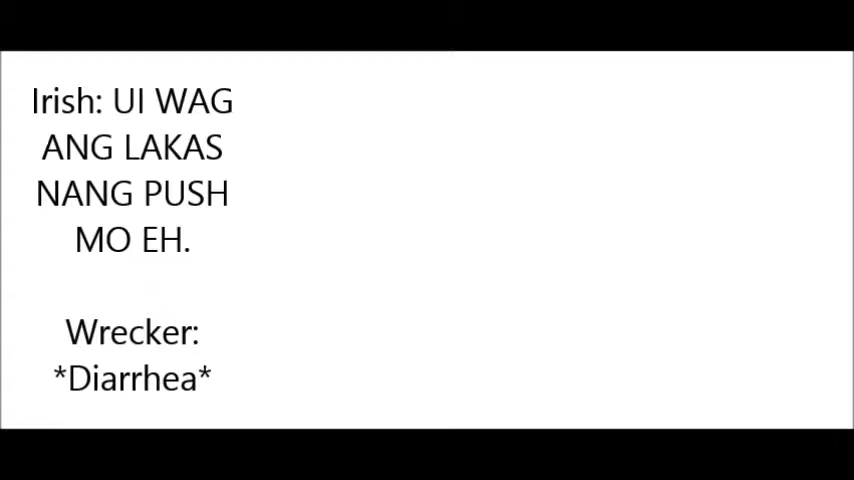 Irish: UI WAG
ANG LAKAS
NANG PUSH
MO EH.
Wrecker:
*Diarrhea*